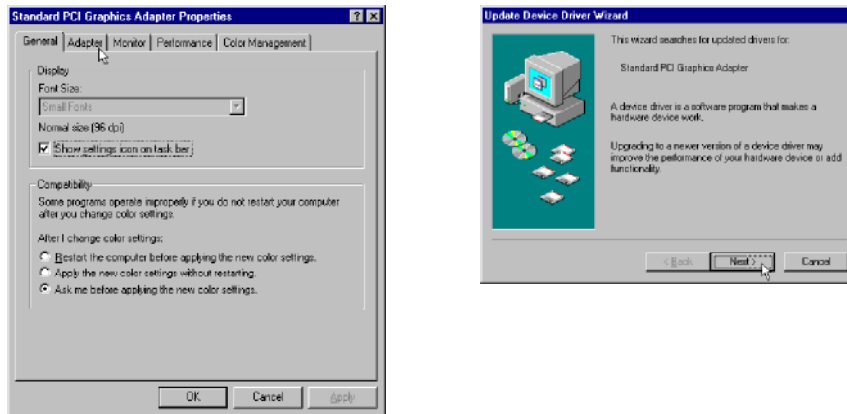 Standard PCI Graphics Adapter Properties
General Adapter Monitor Performance Color Management
Display
Font Size:
Small Fonts
Normal size (96 dpi)
Show settings icon on task bar
Compatibility
Some programs operate improperly if you do not restart your computer
after you change color settings.
After I change color settings:
Restart the computer before applying the new color settings.
Apply the new color settings without restarting.
Ask me before applying the new color settings.
OK Cancel Apply
Update Device Driver Wizard
This wizard searches for updated drivers for:
Standard PCI Graphics Adapter
A device driver is a software program that makes a
hardware device work.
Upgrading to a newer version of a device driver may
improve the performance of your hardware device or add
functionality.
< Back Next > Cancel